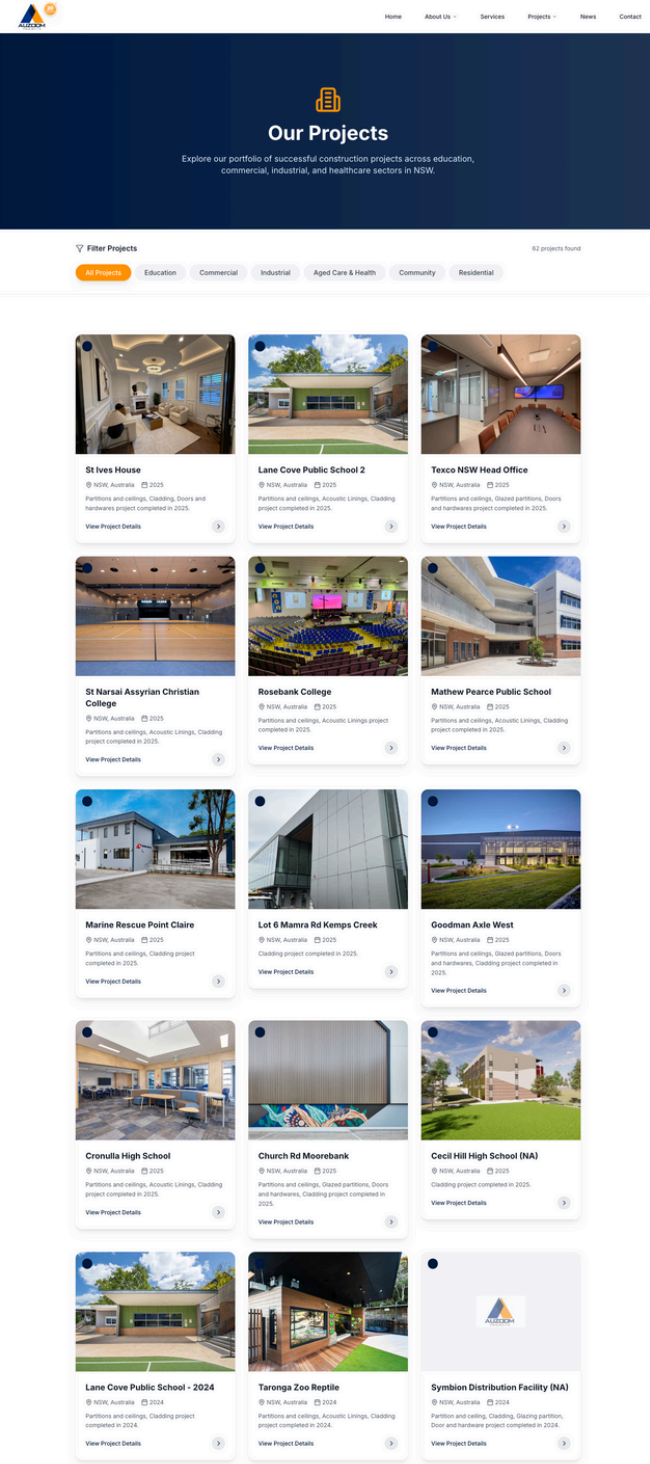 AUZOOM
Home
About Us
Services
Projects
News
Contact
Our Projects
Explore our portfolio of successful construction projects across education,
commercial, industrial, and healthcare sectors in NSW.
Filter Projects
62 projects found
All Projects
Education
Commercial
Industrial
Aged Care & Health
Community
Residential
St Ives House
NSW, Australia 2025
Partitions and ceilings, Cladding, Doors and
hardwares project completed in 2025.
View Project Details
Lane Cove Public School 2
NSW, Australia 2025
Partitions and ceilings, Acoustic Linings, Cladding
project completed in 2025.
View Project Details
Texco NSW Head Office
NSW, Australia 2025
Partitions and ceilings, Glazed partitions, Doors
and hardwares project completed in 2025.
View Project Details
St Narsai Assyrian Christian
College
NSW, Australia 2025
Partitions and ceilings, Acoustic Linings, Cladding
project completed in 2025.
View Project Details
Rosebank College
NSW, Australia 2025
Partitions and ceilings, Acoustic Linings project
completed in 2025.
View Project Details
Mathew Pearce Public School
NSW, Australia 2025
Partitions and ceilings, Acoustic Linings, Cladding
project completed in 2025.
View Project Details
Marine Rescue Point Claire
NSW, Australia 2025
Partitions and ceilings, Cladding project
completed in 2025.
View Project Details
Lot 6 Mamra Rd Kemps Creek
NSW, Australia 2025
Cladding project completed in 2025.
View Project Details
Goodman Axle West
NSW, Australia 2025
Partitions and ceilings, Glazed partitions, Doors
and hardwares, Cladding project completed in
2025.
View Project Details
Cronulla High School
NSW, Australia 2025
Partitions and ceilings, Acoustic Linings, Cladding
project completed in 2025.
View Project Details
Church Rd Moorebank
NSW, Australia 2025
Partitions and ceilings, Glazed partitions, Doors
and hardwares, Cladding project completed in
2025.
View Project Details
Cecil Hill High School (NA)
NSW, Australia 2025
Cladding project completed in 2025.
View Project Details
Lane Cove Public School - 2024
NSW, Australia 2024
Partitions and ceilings, Cladding project
completed in 2024.
View Project Details
Taronga Zoo Reptile
NSW, Australia 2024
Partitions and ceilings, Acoustic Linings, Cladding
project completed in 2024.
View Project Details
AUZOOM
Symbion Distribution Facility (NA)
NSW, Australia 2024
Partition and ceiling, Cladding, Glazing partition,
Door and hardware project completed in 2024.
View Project Details